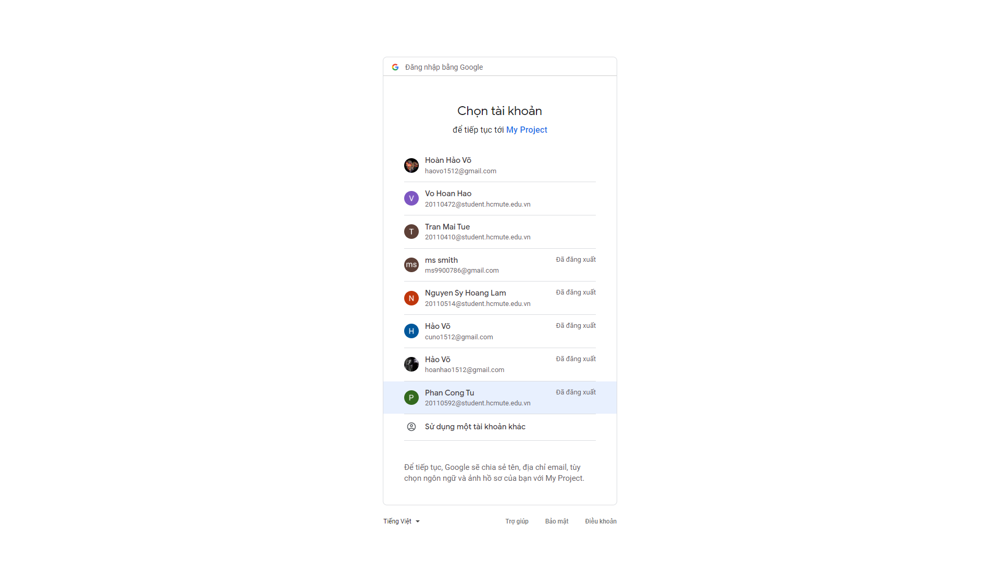 Đăng nhập bằng Google
Chọn tài khoản
để tiếp tục tới My Project
Hoàn Hảo Võ
haovo1512@gmail.com
V
Vo Hoan Hao
20110472@student.hcmute.edu.vn
T
Tran Mai Tue
20110410@student.hcmute.edu.vn
ms
ms smith
Đã đăng xuất
ms9900786@gmail.com
N
Nguyen Sy Hoang Lam
Đã đăng xuất
20110514@student.hcmute.edu.vn
H
Hảo Võ
Đã đăng xuất
cuno1512@gmail.com
Hảo Võ
Đã đăng xuất
hoanhao1512@gmail.com
P
Phan Cong Tu
Đã đăng xuất
20110592@student.hcmute.edu.vn
Sử dụng một tài khoản khác
Để tiếp tục, Google sẽ chia sẻ tên, địa chỉ email, tùy
chọn ngôn ngữ và ảnh hồ sơ của bạn với My Project.
Tiếng Việt
Trợ giúp
Bảo mật
Điều khoản